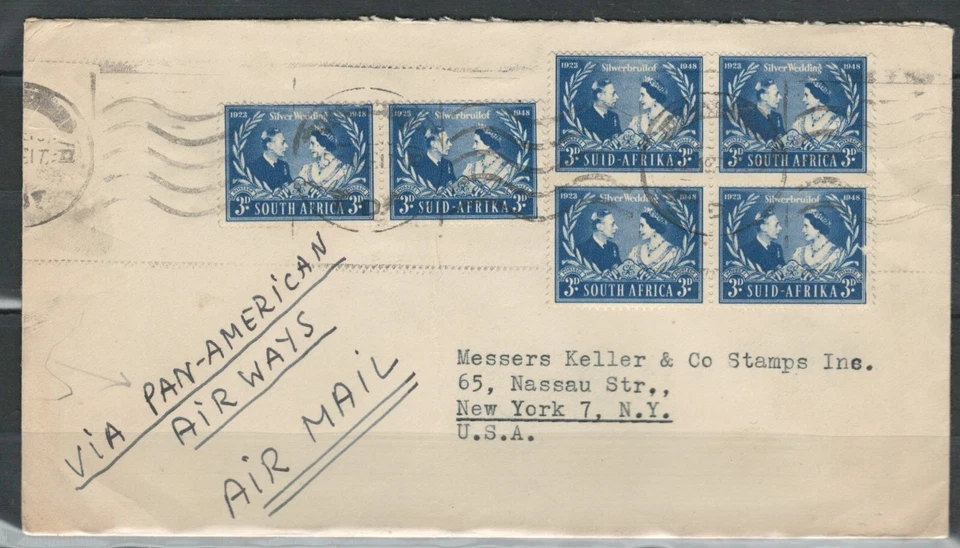 1923 Silverbruilof 1948
3D SUID-AFRIKA 3D
1923 Silver Wedding 1948
3D SOUTH AFRICA 3D
1923 Silver Wedding 1948
3D SOUTH AFRICA 3D
1923 Silverbruilof 1948
3D SUID-AFRIKA 3D
1923 Silver Wedding 1948
3D SOUTH AFRICA 3D
1923 Silverbruilof 1948
3D SUID-AFRIKA 3D
ViA PAN-AMERiCAN
AiRWAYS
AiR MAiL
Messers Keller & Co Stamps Inc.
65, Nassau Str.,,
New York 7, N.Y.
U.S.A.